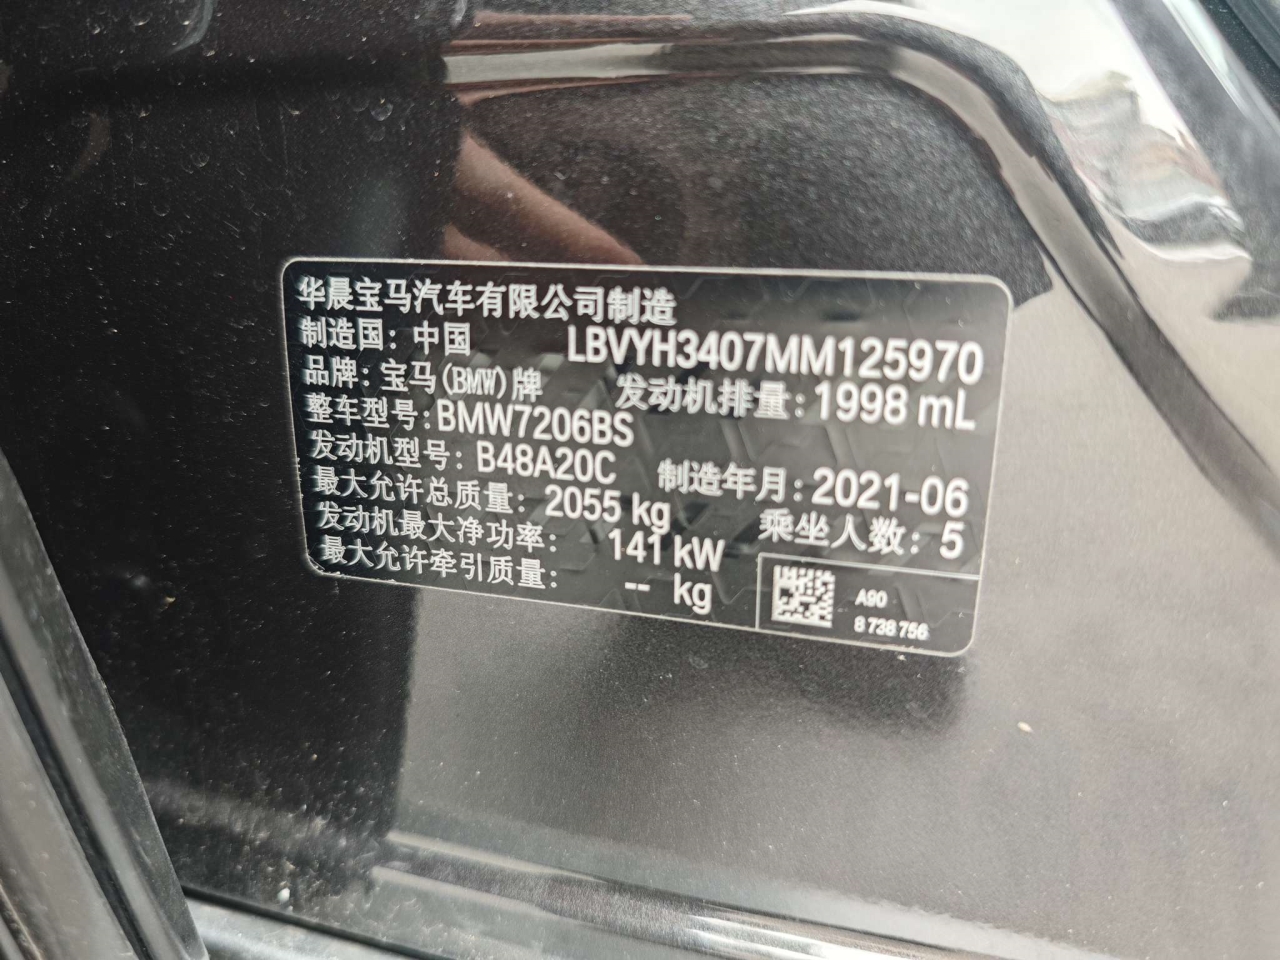 华晨宝马汽车有限公司制造
制造国：中国 LBVYH3407MM125970
品牌：宝马(BMW)牌 发动机排量：1998 mL
整车型号：BMW7206BS
发动机型号：B48A20C 制造年月：2021-06
最大允许总质量：2055 kg 乘坐人数：5
发动机最大净功率： 141 kW
最大允许牵引质量： -- kg
A90
8 738 756